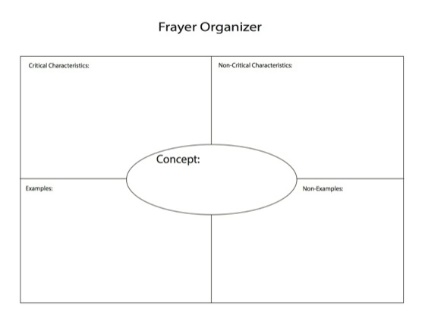 Frayer Organizer
Critical Characteristics:
Non-Critical Characteristics:
Concept:
Examples:
Non-Examples: